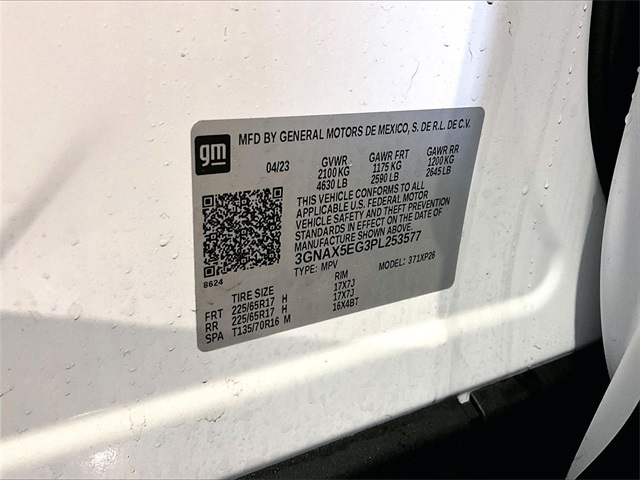 gm
MFD BY GENERAL MOTORS DE MEXICO, S. DE R.L. DE C.V.
04/23 GVWR GAWR FRT GAWR RR
2100 KG 1175 KG 1200 KG
4630 LB 2590 LB 2645 LB
THIS VEHICLE CONFORMS TO ALL
APPLICABLE U.S. FEDERAL MOTOR
VEHICLE SAFETY AND THEFT PREVENTION
STANDARDS IN EFFECT ON THE DATE OF
MANUFACTURE SHOWN ABOVE.
3GNAX5EG3PL253577
TYPE: MPV MODEL: 371XP26
8624
TIRE SIZE RIM
FRT 225/65R17 H 17X7J
RR 225/65R17 H 17X7J
SPA T135/70R16 M 16X4BT